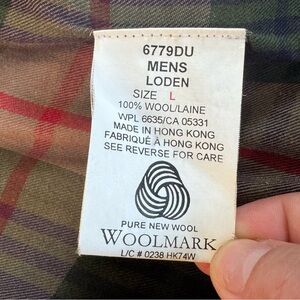 6779DU
MENS
LODEN
SIZE L
100% WOOL/LAINE
WPL 6635/CA 05331
MADE IN HONG KONG
FABRIQUÉ À HONG KONG
SEE REVERSE FOR CARE
PURE NEW WOOL
WOOLMARK
L/C # 0238 HK74W